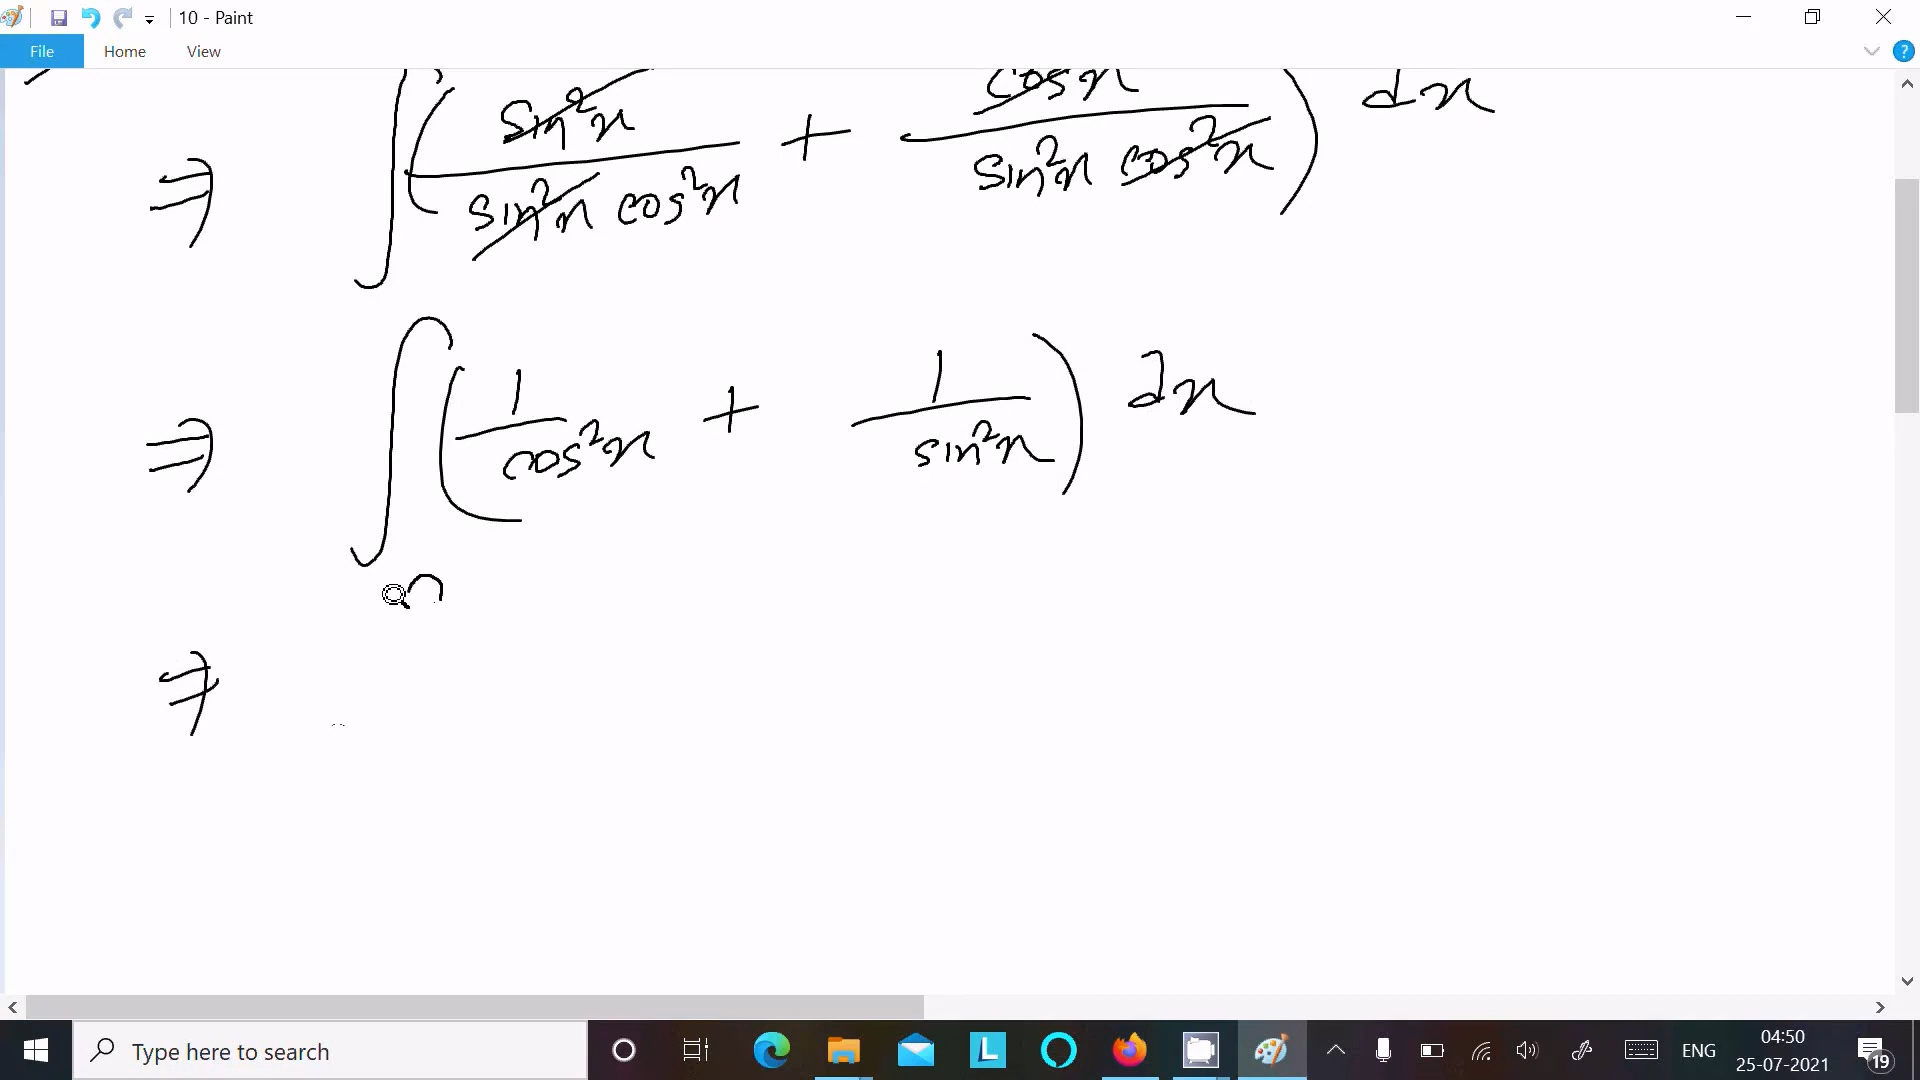 10 - Paint
File Home View
⇒ ∫ ( sin²x / sin²x cos²x + cos x / sin²x cos²x ) dx
⇒ ∫ ( 1 / cos²x + 1 / sin²x ) dx
⇒
Type here to search
ENG
04:50
25-07-2021
19